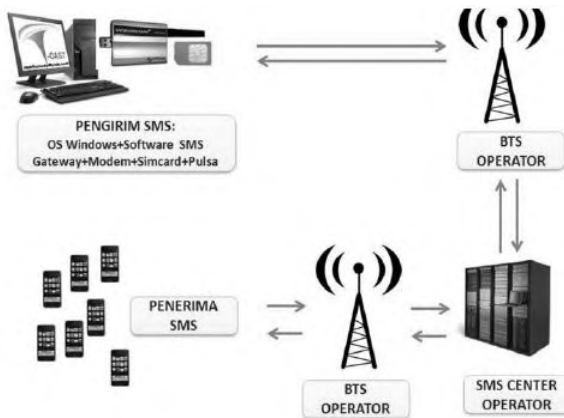 -CAST
PENGIRIM SMS:
OS Windows+Software SMS
Gateway+Modem+Simcard+Pulsa
BTS
OPERATOR
PENERIMA
SMS
BTS
OPERATOR
SMS CENTER
OPERATOR